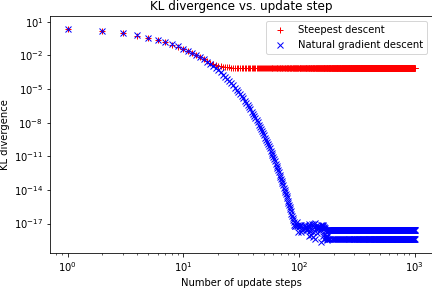 KL divergence vs. update step
Steepest descent
Natural gradient descent
KL divergence
10^1
10^-2
10^-5
10^-8
10^-11
10^-14
10^-17
10^0
10^1
10^2
10^3
Number of update steps